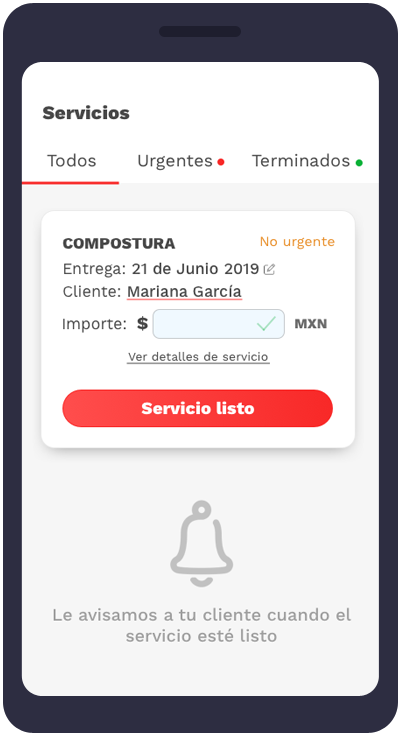 Servicios
Todos Urgentes Terminados
COMPOSTURA No urgente
Entrega: 21 de Junio 2019
Cliente: Mariana García
Importe: $ MXN
Ver detalles de servicio
Servicio listo
Le avisamos a tu cliente cuando el
servicio esté listo